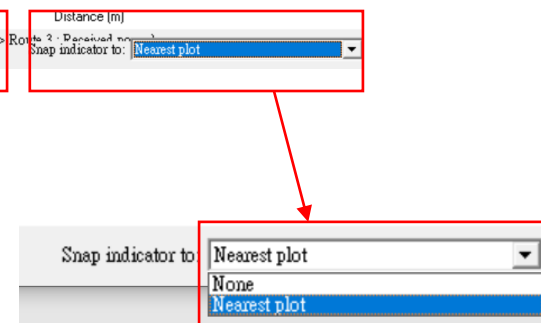 Distance (m)
> Route 3 : Received
Snap indicator to: Nearest plot
Snap indicator to: Nearest plot
None
Nearest plot